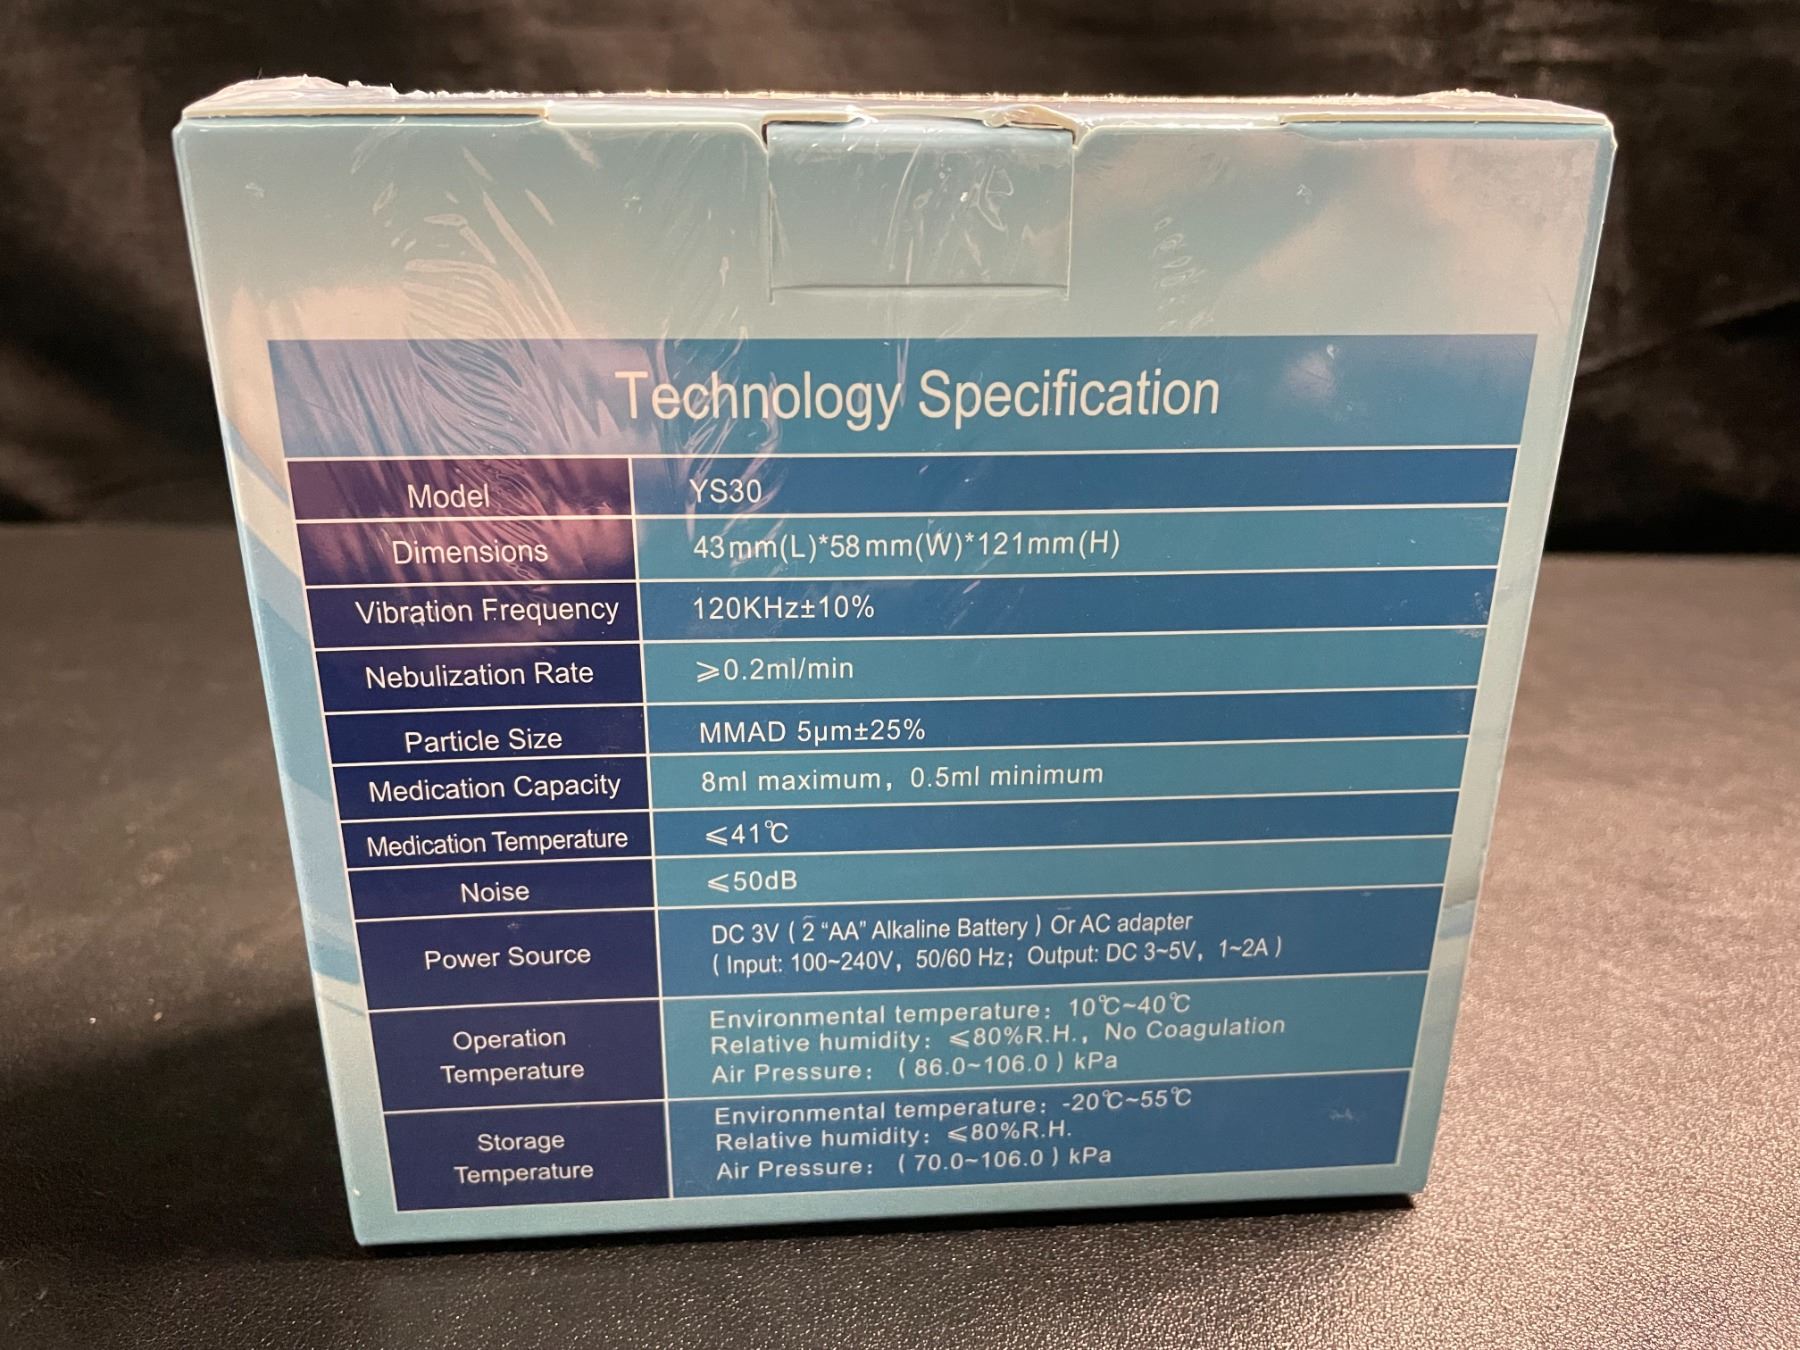 Technology Specification
Model YS30
Dimensions 43mm(L)*58mm(W)*121mm(H)
Vibration Frequency 120KHz±10%
Nebulization Rate ⩾0.2ml/min
Particle Size MMAD 5μm±25%
Medication Capacity 8ml maximum, 0.5ml minimum
Medication Temperature ⩽41℃
Noise ⩽50dB
Power Source
DC 3V ( 2 “AA” Alkaline Battery ) Or AC adapter
( Input: 100~240V, 50/60 Hz; Output: DC 3~5V, 1~2A )
Operation
Temperature
Environmental temperature: 10℃~40℃
Relative humidity: ⩽80%R.H., No Coagulation
Air Pressure: ( 86.0~106.0 ) kPa
Storage
Temperature
Environmental temperature: -20℃~55℃
Relative humidity: ⩽80%R.H.
Air Pressure: ( 70.0~106.0 ) kPa